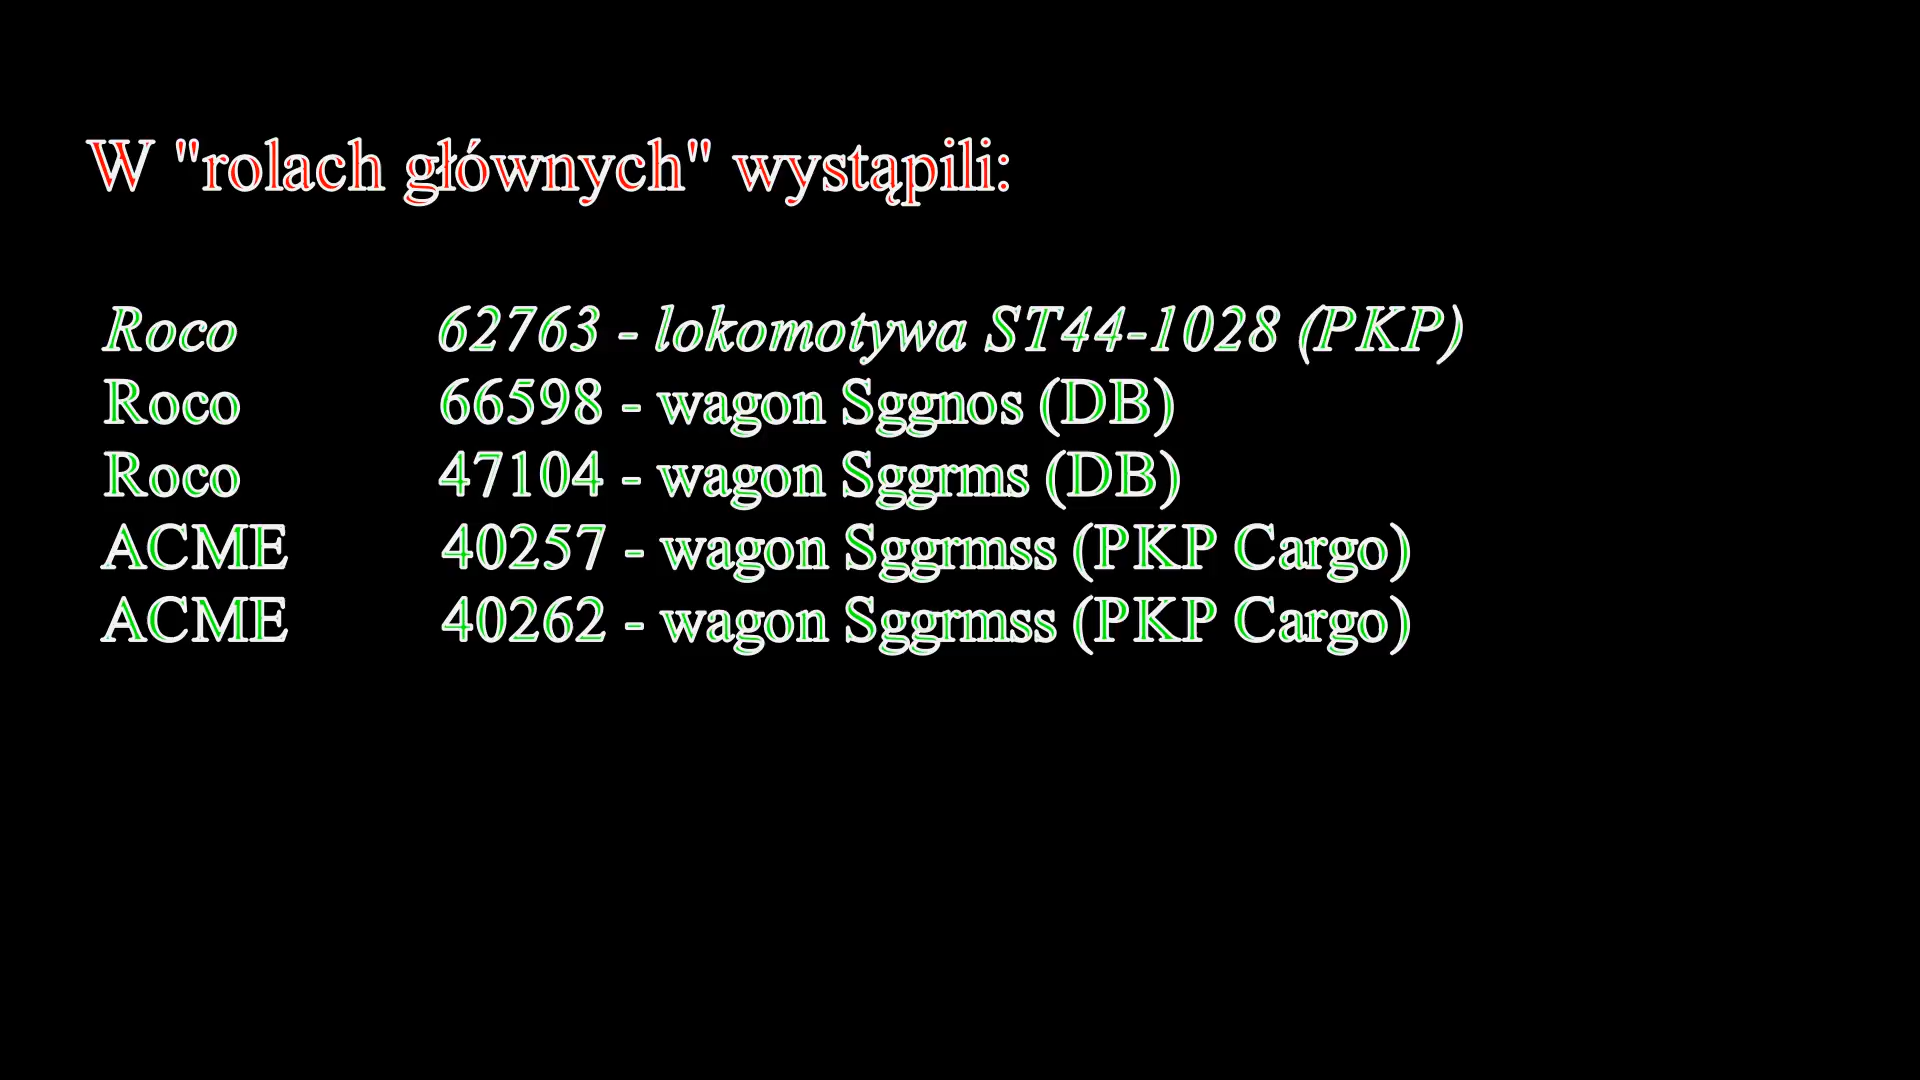 W "rolach głównych" wystąpili:
Roco 62763 - lokomotywa ST44-1028 (PKP)
Roco 66598 - wagon Sggnos (DB)
Roco 47104 - wagon Sggrms (DB)
ACME 40257 - wagon Sggrmss (PKP Cargo)
ACME 40262 - wagon Sggrmss (PKP Cargo)